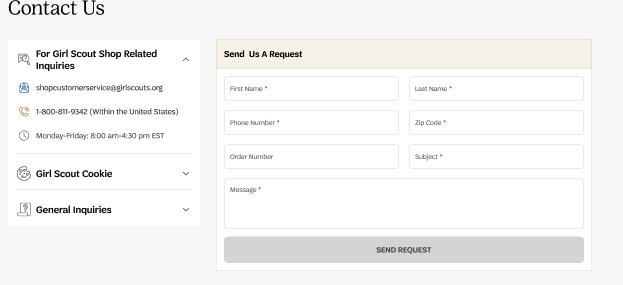 Contact Us
For Girl Scout Shop Related
Inquiries
shopcustomerservice@girlscouts.org
1-800-811-9342 (Within the United States)
Monday-Friday: 8:00 am-4:30 pm EST
Girl Scout Cookie
General Inquiries
Send Us A Request
First Name *
Last Name *
Phone Number *
Zip Code *
Order Number
Subject *
Message *
SEND REQUEST